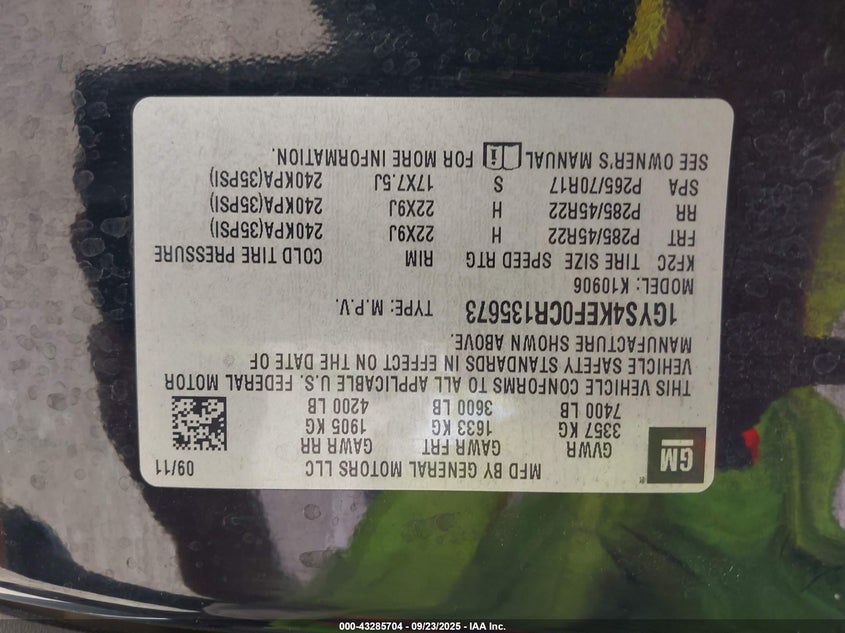 MFD BY GENERAL MOTORS LLC 09/11
GM
GVWR GAWR FRT GAWR RR
3357 KG 1633 KG 1905 KG
7400 LB 3600 LB 4200 LB
THIS VEHICLE CONFORMS TO ALL APPLICABLE U.S. FEDERAL MOTOR
VEHICLE SAFETY STANDARDS IN EFFECT ON THE DATE OF
MANUFACTURE SHOWN ABOVE.
1GYS4KEF0CR135673 TYPE: M.P.V.
MODEL: K10906
KF2C TIRE SIZE SPEED RTG RIM COLD TIRE PRESSURE
FRT P285/45R22 H 22X9J 240KPA(35PSI)
RR P285/45R22 H 22X9J 240KPA(35PSI)
SPA P265/70R17 S 17X7.5J 240KPA(35PSI)
SEE OWNER'S MANUAL i FOR MORE INFORMATION.
000-43285704 - 09/23/2025 - IAA Inc.